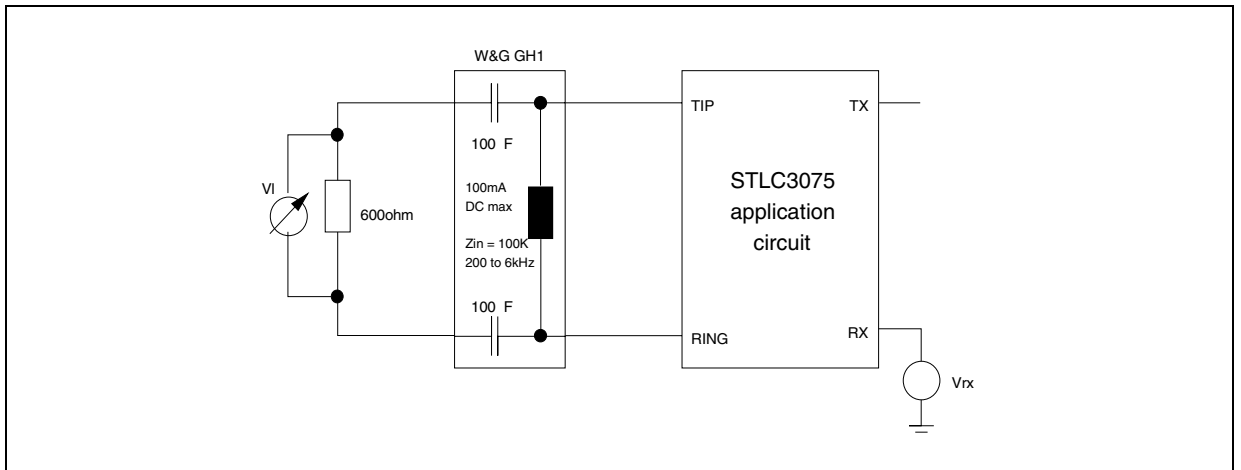 W&G GH1
TIP
TX
100 F
STLC3075
application
circuit
Vl
600ohm
100mA
DC max
Zin = 100K
200 to 6kHz
100 F
RING
RX
Vrx